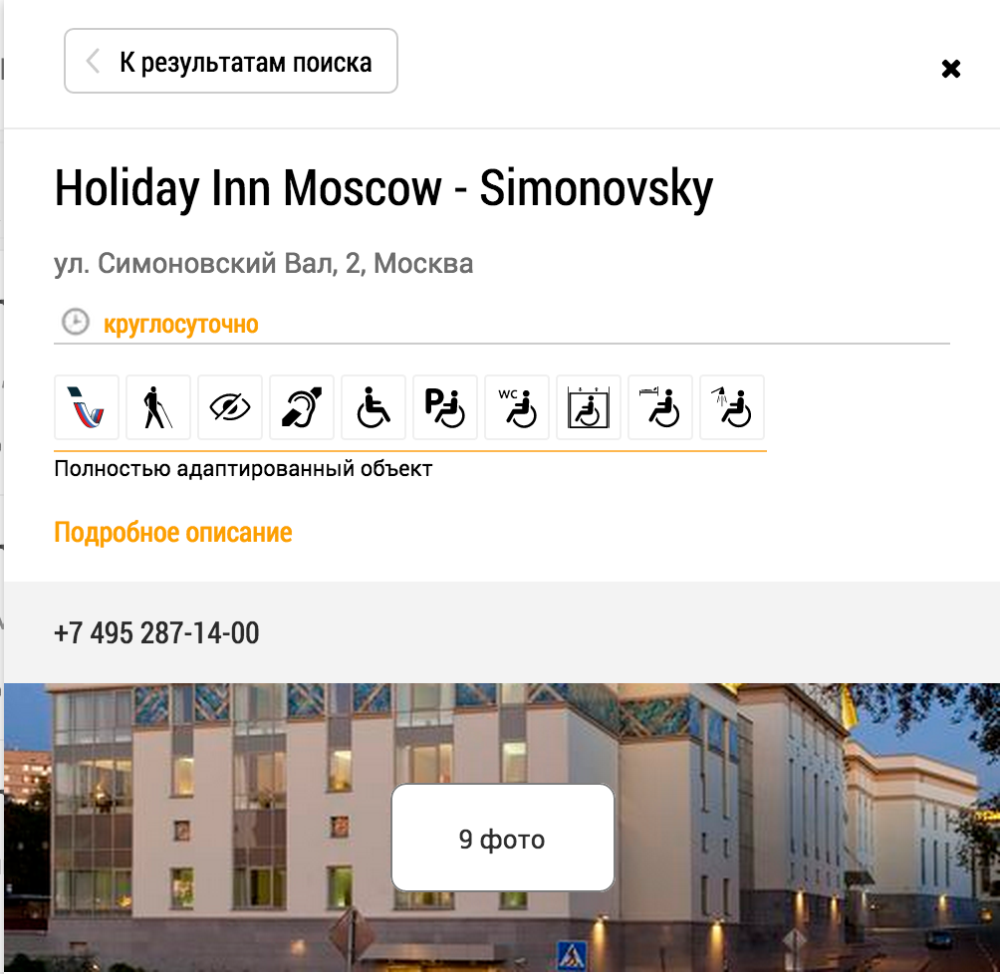 К результатам поиска
Holiday Inn Moscow - Simonovsky
ул. Симоновский Вал, 2, Москва
круглосуточно
P WC
Полностью адаптированный объект
Подробное описание
+7 495 287-14-00
9 фото